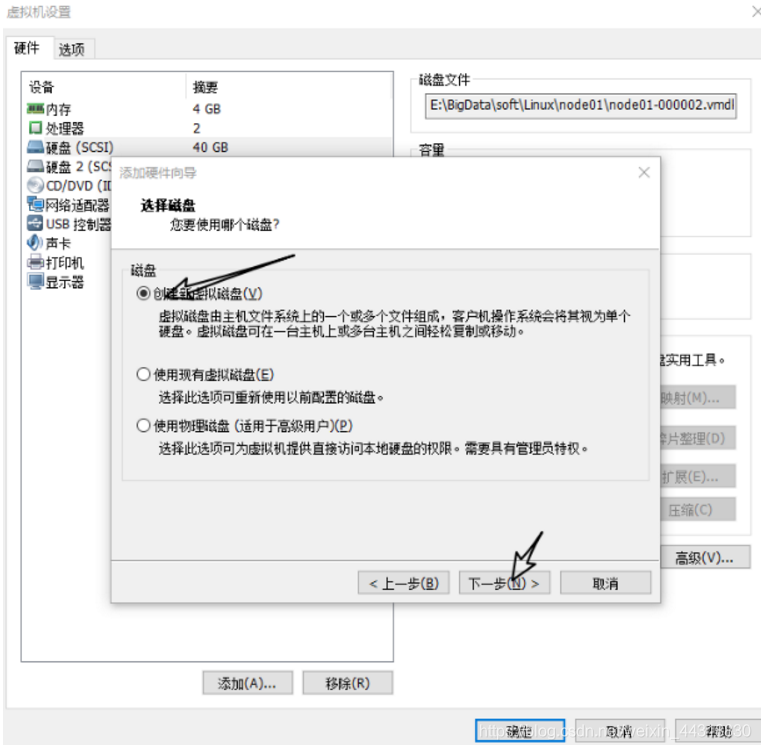 虚拟机设置
硬件 选项
设备 摘要
内存 4 GB
处理器 2
硬盘 (SCSI) 40 GB
硬盘 2 (SCS
CD/DVD (ID
网络适配器
USB 控制器
声卡
打印机
显示器
磁盘文件
E:\BigData\soft\Linux\node01\node01-000002.vmdl
容量
添加硬件向导
选择磁盘
您要使用哪个磁盘?
磁盘
创建新虚拟磁盘(V)
虚拟磁盘由主机文件系统上的一个或多个文件组成，客户机操作系统会将其视为单个
硬盘。虚拟磁盘可在一台主机上或多台主机之间轻松复制或移动。
使用现有虚拟磁盘(E)
选择此选项可重新使用以前配置的磁盘。
使用物理磁盘 (适用于高级用户)(P)
选择此选项可为虚拟机提供直接访问本地硬盘的权限。需要具有管理员特权。
< 上一步(B) 下一步(N) > 取消
盘实用工具。
映射(M)...
碎片整理(D)
扩展(E)...
压缩(C)
高级(V)...
添加(A)... 移除(R)
确定 取消 帮助